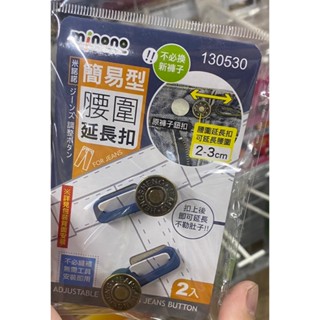 minono
米諾諾
ジーンズ調整ボタン
簡易型
腰圍
延長扣
FOR JEANS
!!
不必換
新褲子
130530
原褲子鈕扣
腰圍延長扣
可延長腰圍
2-3cm
扣上後
即可延長
不勒肚子!!
不必縫補
無需工具
安裝即用
2入
ADJUSTABLE
JEANS BUTTON